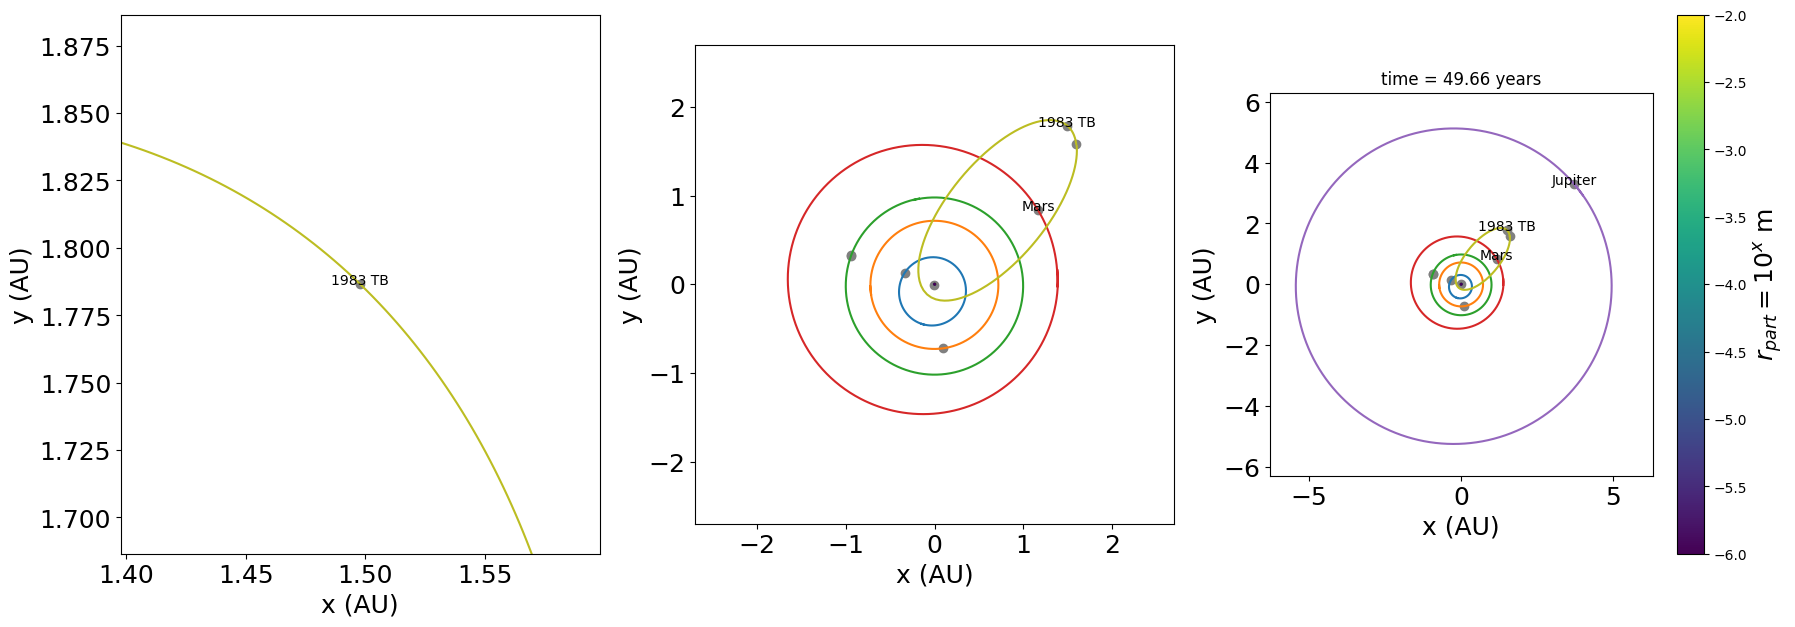 1.875
1.850
1.825
1.800
1.775
1.750
1.725
1.700
y (AU)
1983 TB
1.40 1.45 1.50 1.55
x (AU)
2
1
0
−1
−2
y (AU)
1983 TB
Mars
−2 −1 0 1 2
x (AU)
time = 49.66 years
6
4
2
0
−2
−4
−6
y (AU)
Jupiter
1983 TB
Mars
−5 0 5
x (AU)
−2.0
−2.5
−3.0
−3.5
−4.0
−4.5
−5.0
−5.5
−6.0
r_{part} = 10^x m